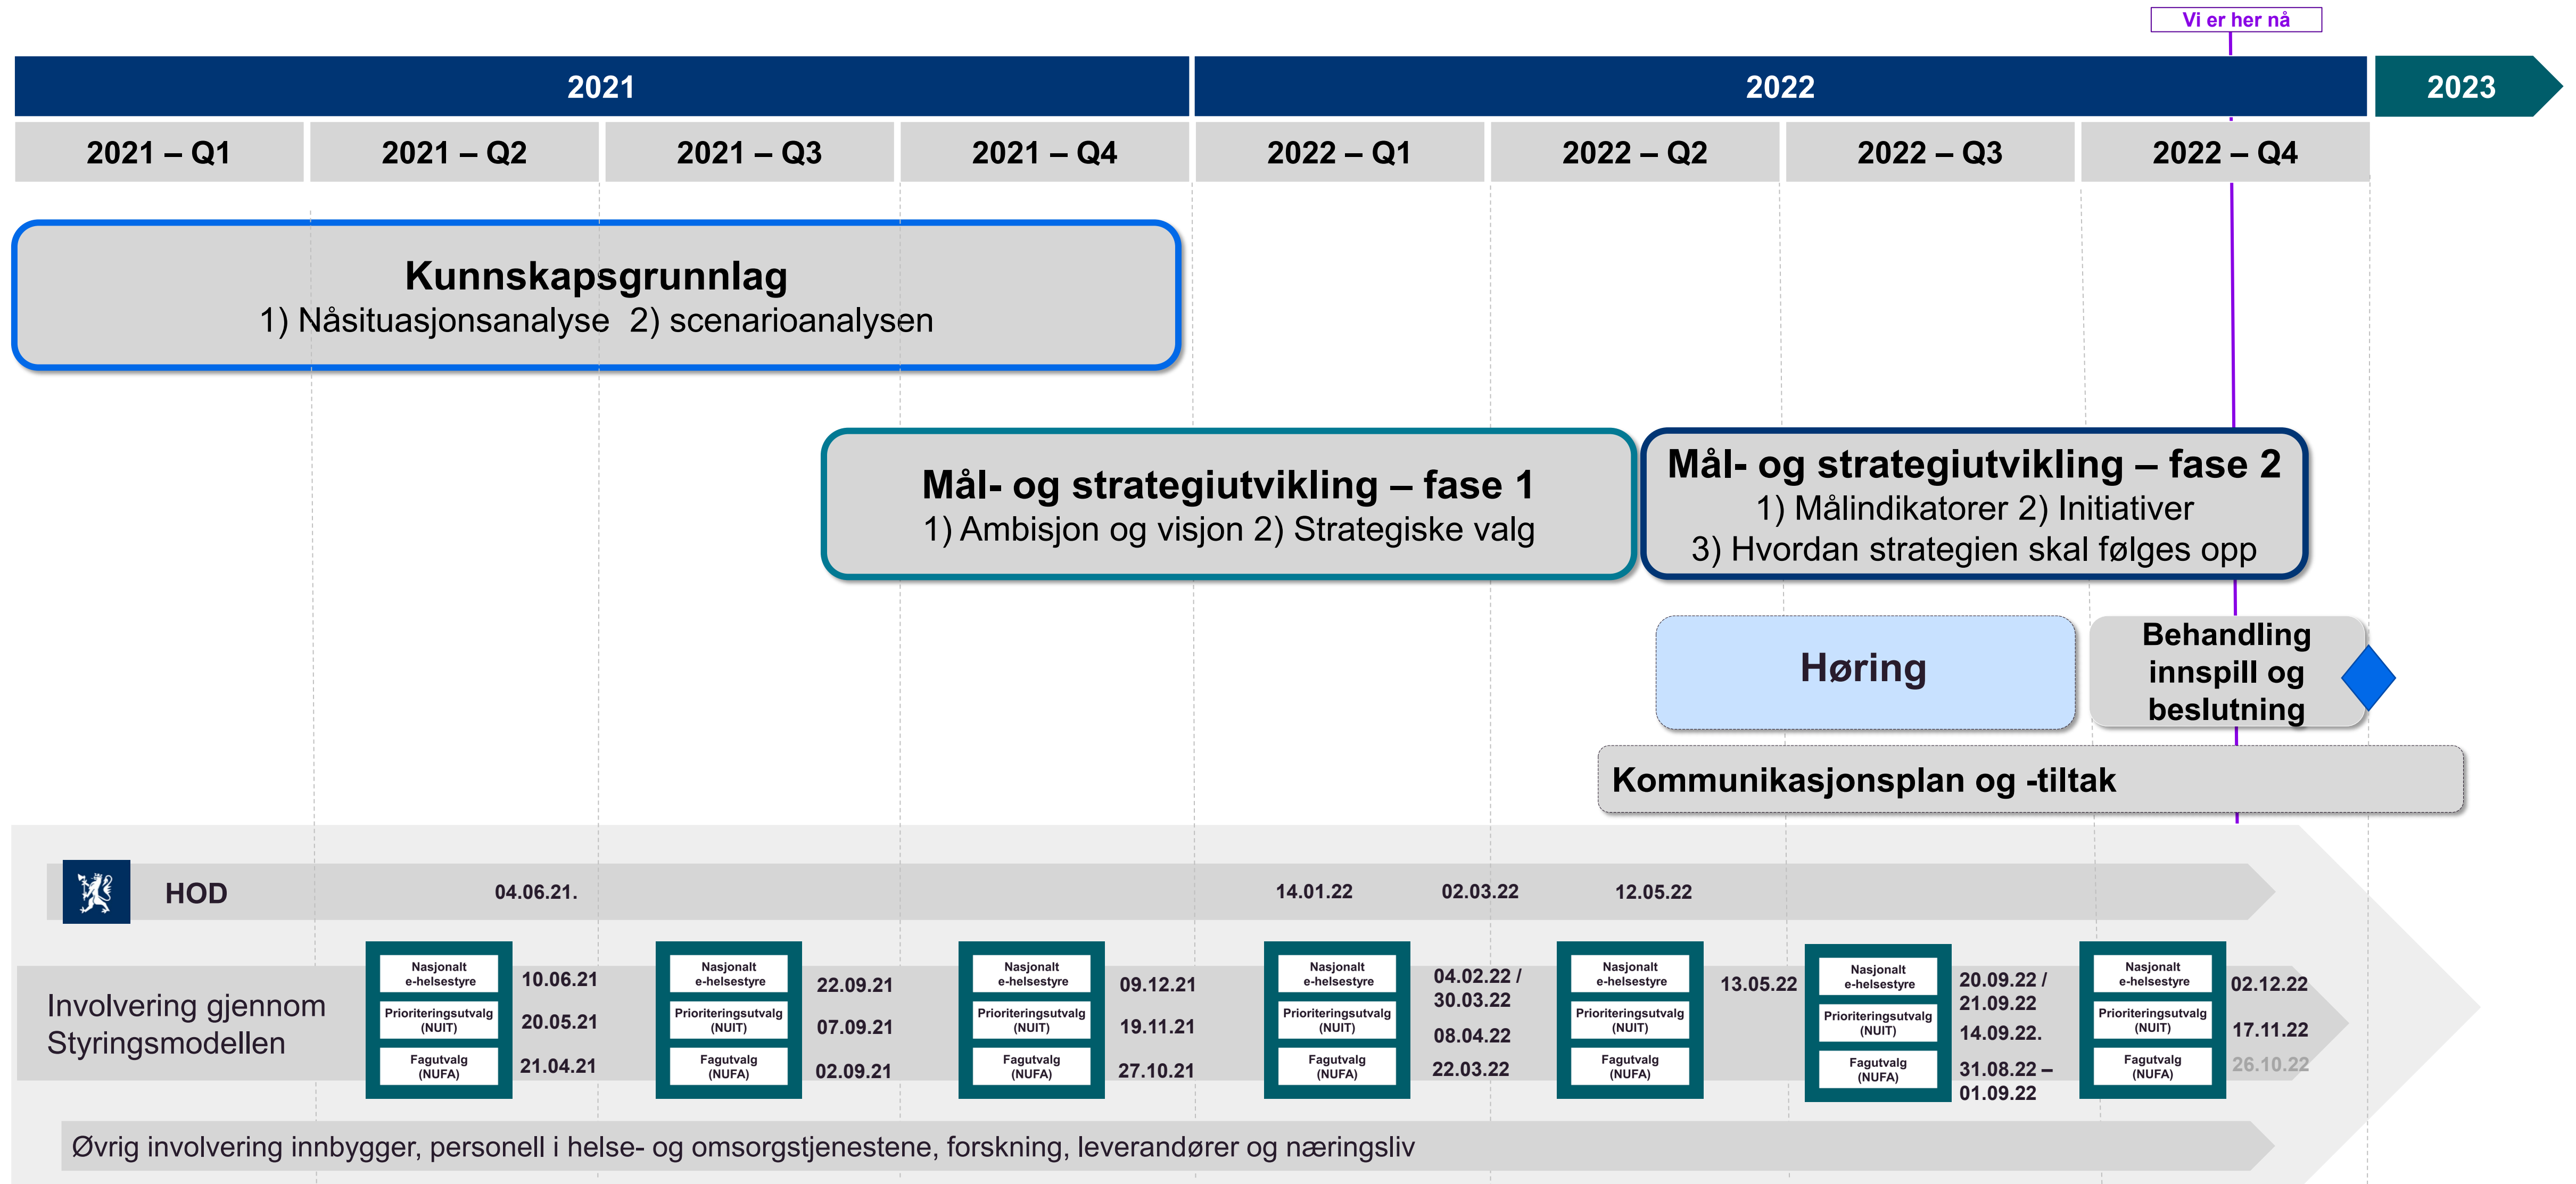 Vi er her nå
2021
2022
2023
2021 – Q1
2021 – Q2
2021 – Q3
2021 – Q4
2022 – Q1
2022 – Q2
2022 – Q3
2022 – Q4
Kunnskapsgrunnlag
1) Nåsituasjonsanalyse  2) scenarioanalysen
Mål- og strategiutvikling – fase 1
1) Ambisjon og visjon 2) Strategiske valg
Mål- og strategiutvikling – fase 2
1) Målindikatorer 2) Initiativer
3) Hvordan strategien skal følges opp
Høring
Behandling
innspill og
beslutning
Kommunikasjonsplan og -tiltak
HOD
04.06.21.
14.01.22
02.03.22
12.05.22
Involvering gjennom
Styringsmodellen
Nasjonalt
e-helsestyre
Prioriteringsutvalg
(NUIT)
Fagutvalg
(NUFA)
10.06.21
20.05.21
21.04.21
Nasjonalt
e-helsestyre
Prioriteringsutvalg
(NUIT)
Fagutvalg
(NUFA)
22.09.21
07.09.21
02.09.21
Nasjonalt
e-helsestyre
Prioriteringsutvalg
(NUIT)
Fagutvalg
(NUFA)
09.12.21
19.11.21
27.10.21
Nasjonalt
e-helsestyre
Prioriteringsutvalg
(NUIT)
Fagutvalg
(NUFA)
04.02.22 /
30.03.22
08.04.22
22.03.22
Nasjonalt
e-helsestyre
Prioriteringsutvalg
(NUIT)
Fagutvalg
(NUFA)
13.05.22
Nasjonalt
e-helsestyre
Prioriteringsutvalg
(NUIT)
Fagutvalg
(NUFA)
20.09.22 /
21.09.22
14.09.22.
31.08.22 –
01.09.22
Nasjonalt
e-helsestyre
Prioriteringsutvalg
(NUIT)
Fagutvalg
(NUFA)
02.12.22
17.11.22
26.10.22
Øvrig involvering innbygger, personell i helse- og omsorgstjenestene, forskning, leverandører og næringsliv